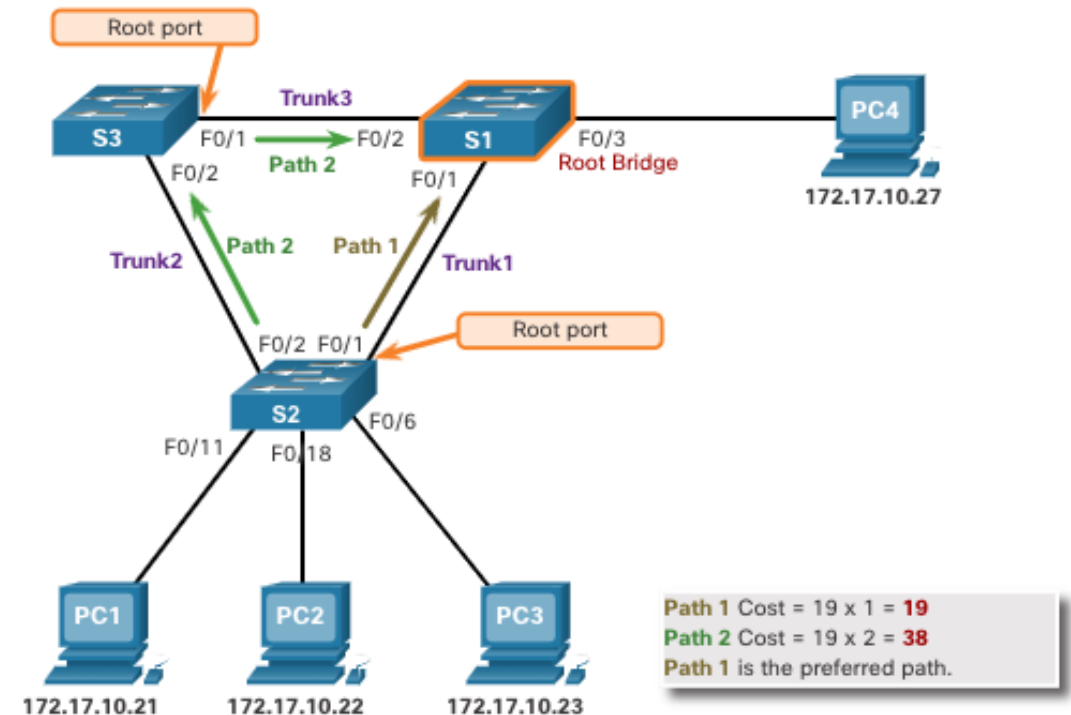 Root port
Trunk3
PC4
S3
S1
F0/1
F0/2
F0/3
Path 2
Root Bridge
F0/2
F0/1
172.17.10.27
Path 2
Path 1
Trunk2
Trunk1
Root port
F0/2
F0/1
S2
F0/6
F0/11
F0/18
PC1
PC2
PC3
Path 1 Cost = 19 x 1 = 19
Path 2 Cost = 19 x 2 = 38
Path 1 is the preferred path.
172.17.10.21
172.17.10.22
172.17.10.23